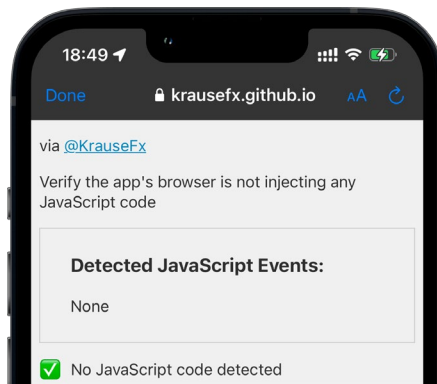 18:49
Done krausefx.github.io AA
via @KrauseFx
Verify the app's browser is not injecting any
JavaScript code
Detected JavaScript Events:
None
No JavaScript code detected